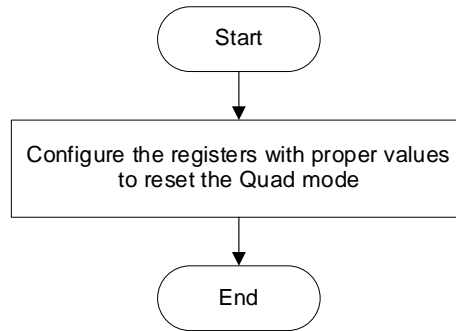 Start
Configure the registers with proper values
to reset the Quad mode
End